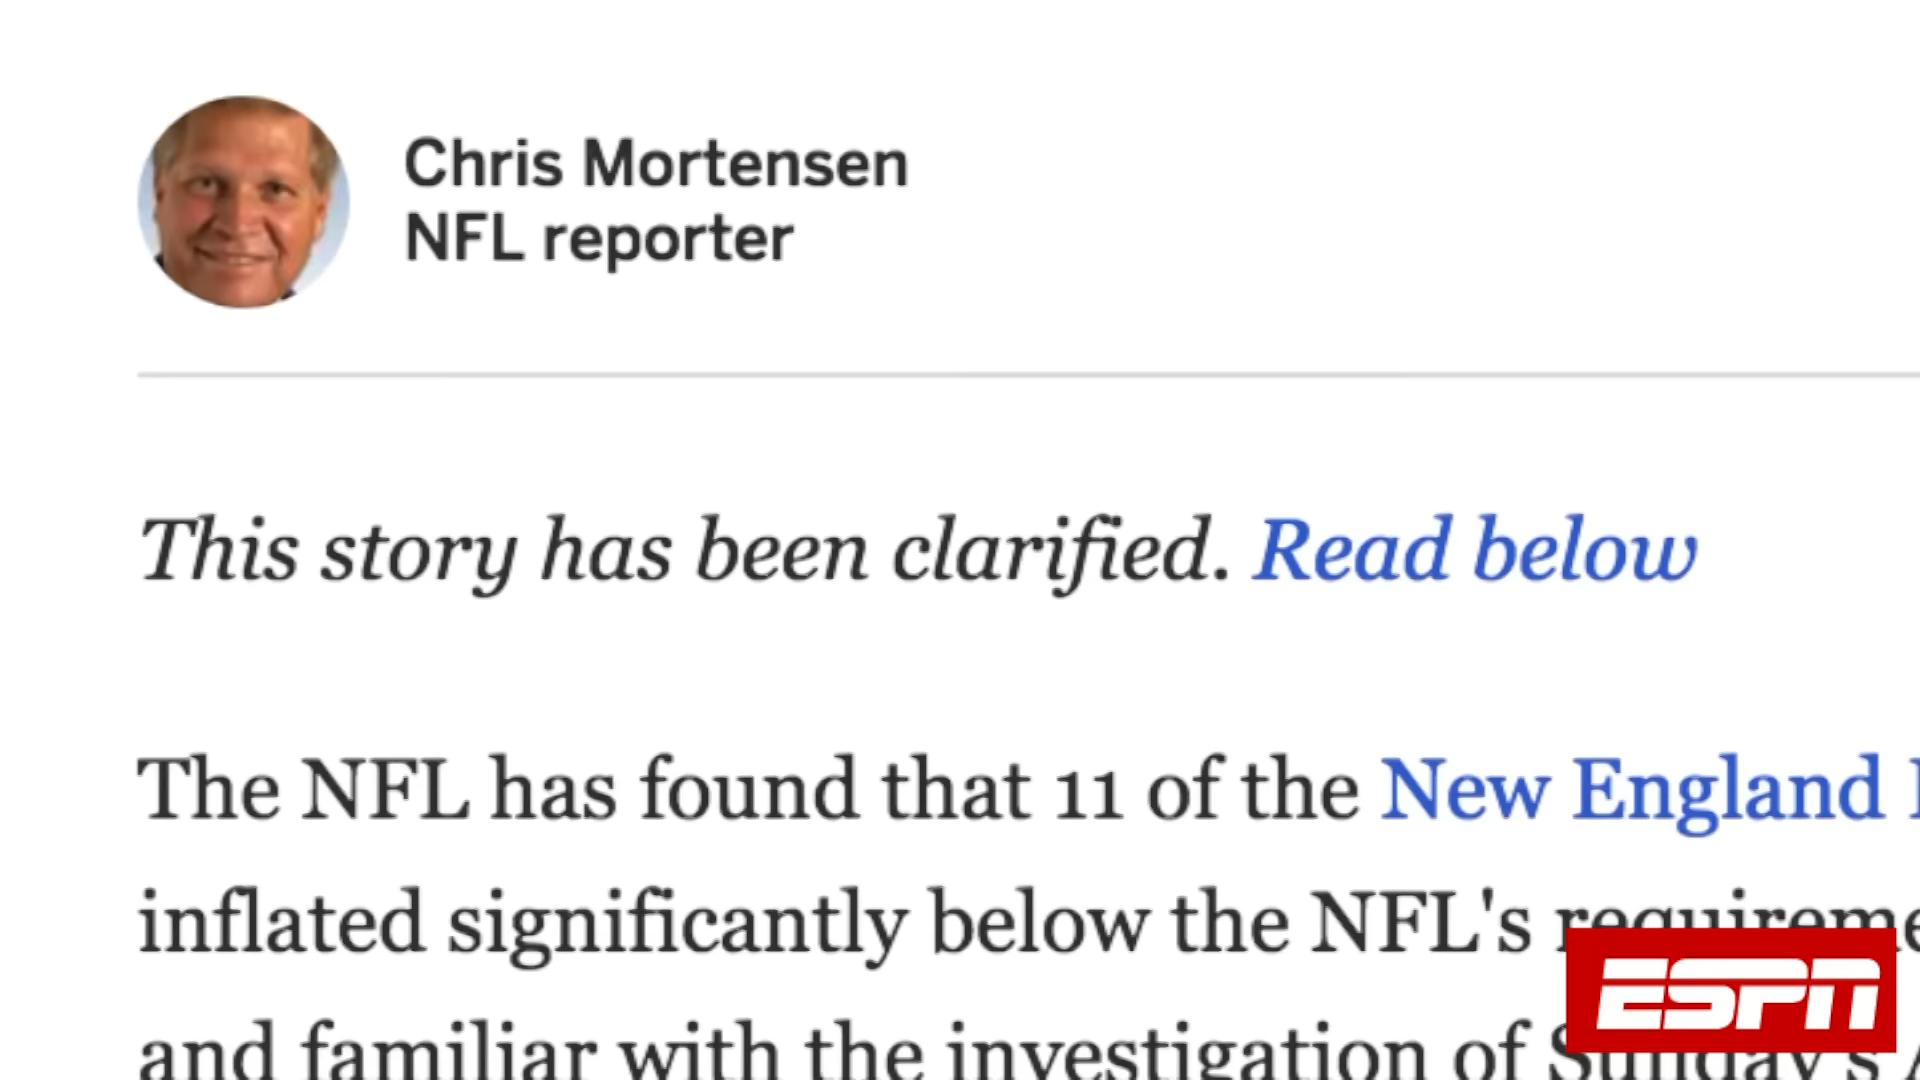 Chris Mortensen
NFL reporter
This story has been clarified. Read below
The NFL has found that 11 of the New England
inflated significantly below the NFL's
and familiar with the investigation of Sunday's
ESPN